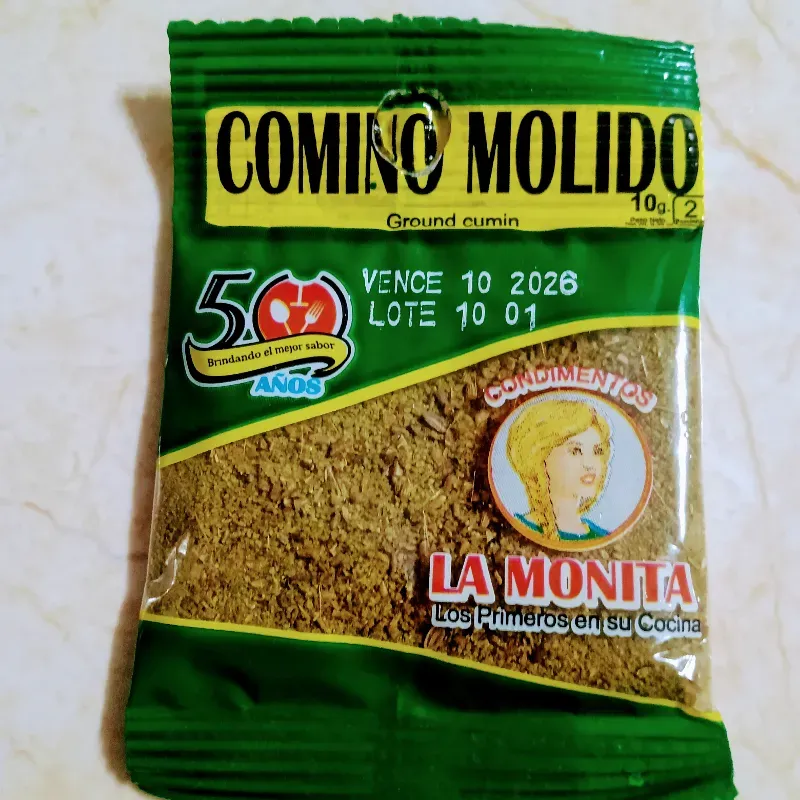 COMINO MOLIDO
10g. 2
Ground cumin
50
Brindando el mejor sabor
AÑOS
VENCE 10 2026
LOTE 10 01
CONDIMENTOS
LA MONITA
Los Primeros en su Cocina